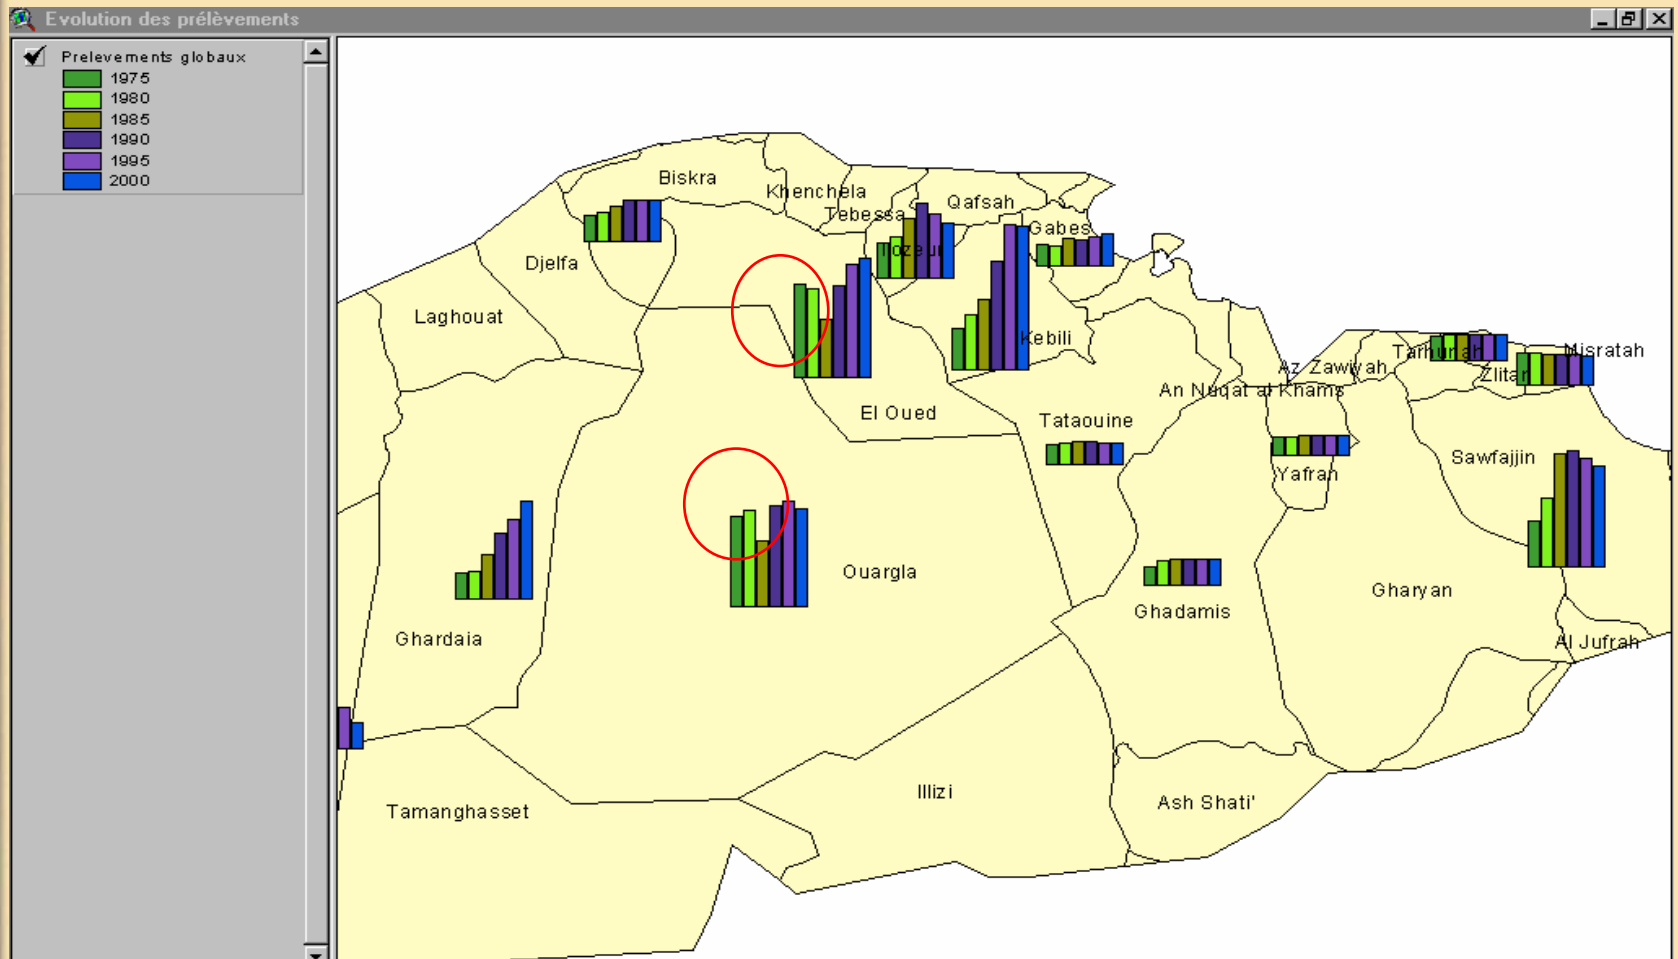 Evolution des prélèvements
Prelevements globaux
1975
1980
1985
1990
1995
2000
Biskra
Khenchela
Tebessa
Qafsah
Gabes
Tozeur
Djelfa
Laghouat
Kebili
Az Zawiyah
Tarhunah
Misratah
Zlitan
An Nuqat al Khams
El Oued
Tataouine
Sawfajjin
Yafran
Ouargla
Gharyan
Ghadamis
Ghardaia
Al Jufrah
Illizi
Ash Shati'
Tamanghasset